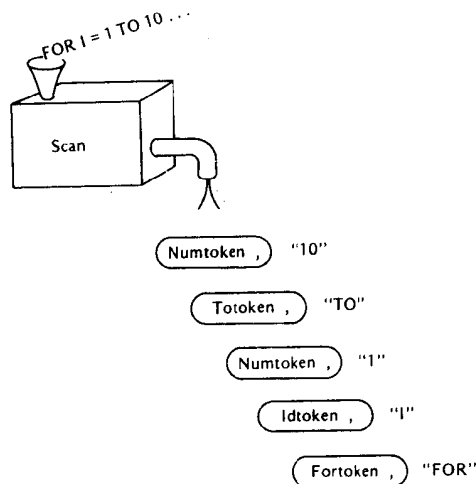 FOR I = 1 TO 10 ...
Scan
Numtoken , "10"
Totoken , "TO"
Numtoken , "1"
Idtoken , "I"
Fortoken , "FOR"